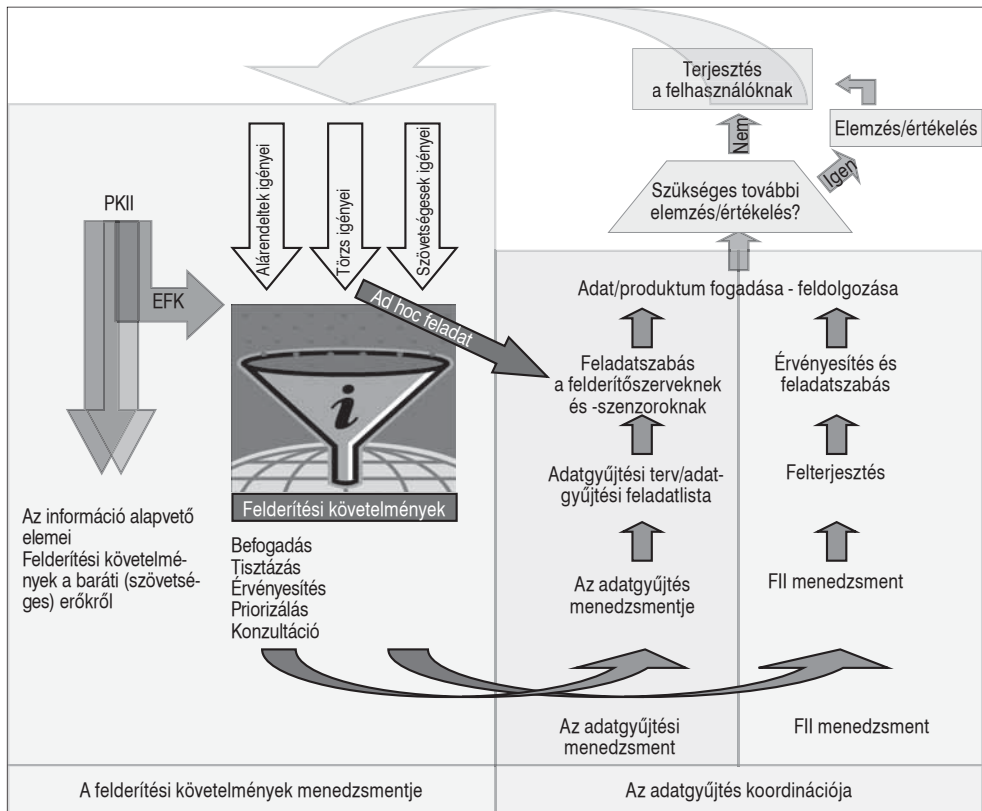 Terjesztés
a felhasználóknak
Elemzés/értékelés
Nem
Igen
Szükséges további
elemzés/értékelés?
PKII
EFK
Alárendeltek igényei
Törzs igényei
Szövetségesek igényei
Ad hoc feladat
Adat/produktum fogadása - feldolgozása
Feladatszabás
a felderítőszerveknek
és -szenzoroknak
Érvényesítés és
feladatszabás
i
Felderítési követelmények
Adatgyűjtési terv/adat-
gyűjtési feladatlista
Felterjesztés
Az információ alapvető
elemei
Felderítési követelmé-
nyek a baráti (szövetsé-
ges) erőkről
Befogadás
Tisztázás
Érvényesítés
Priorizálás
Konzultáció
Az adatgyűjtés
menedzsmentje
FII menedzsment
Az adatgyűjtési
menedzsment
FII menedzsment
A felderítési követelmények menedzsmentje
Az adatgyűjtés koordinációja